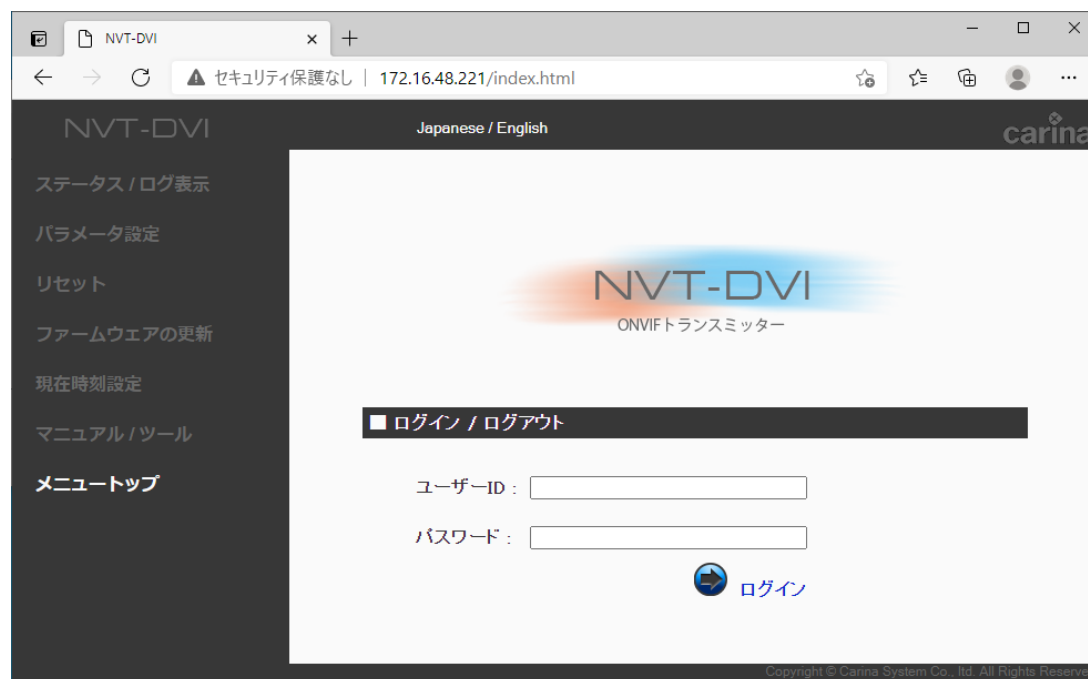 NVT-DVI
セキュリティ保護なし | 172.16.48.221/index.html
NVT-DVI
Japanese / English
carina
ステータス / ログ表示
パラメータ設定
リセット
ファームウェアの更新
現在時刻設定
マニュアル / ツール
メニュートップ
NVT-DVI
ONVIFトランスミッター
■ ログイン / ログアウト
ユーザーID :
パスワード :
ログイン
Copyright © Carina System Co., ltd. All Rights Reserve